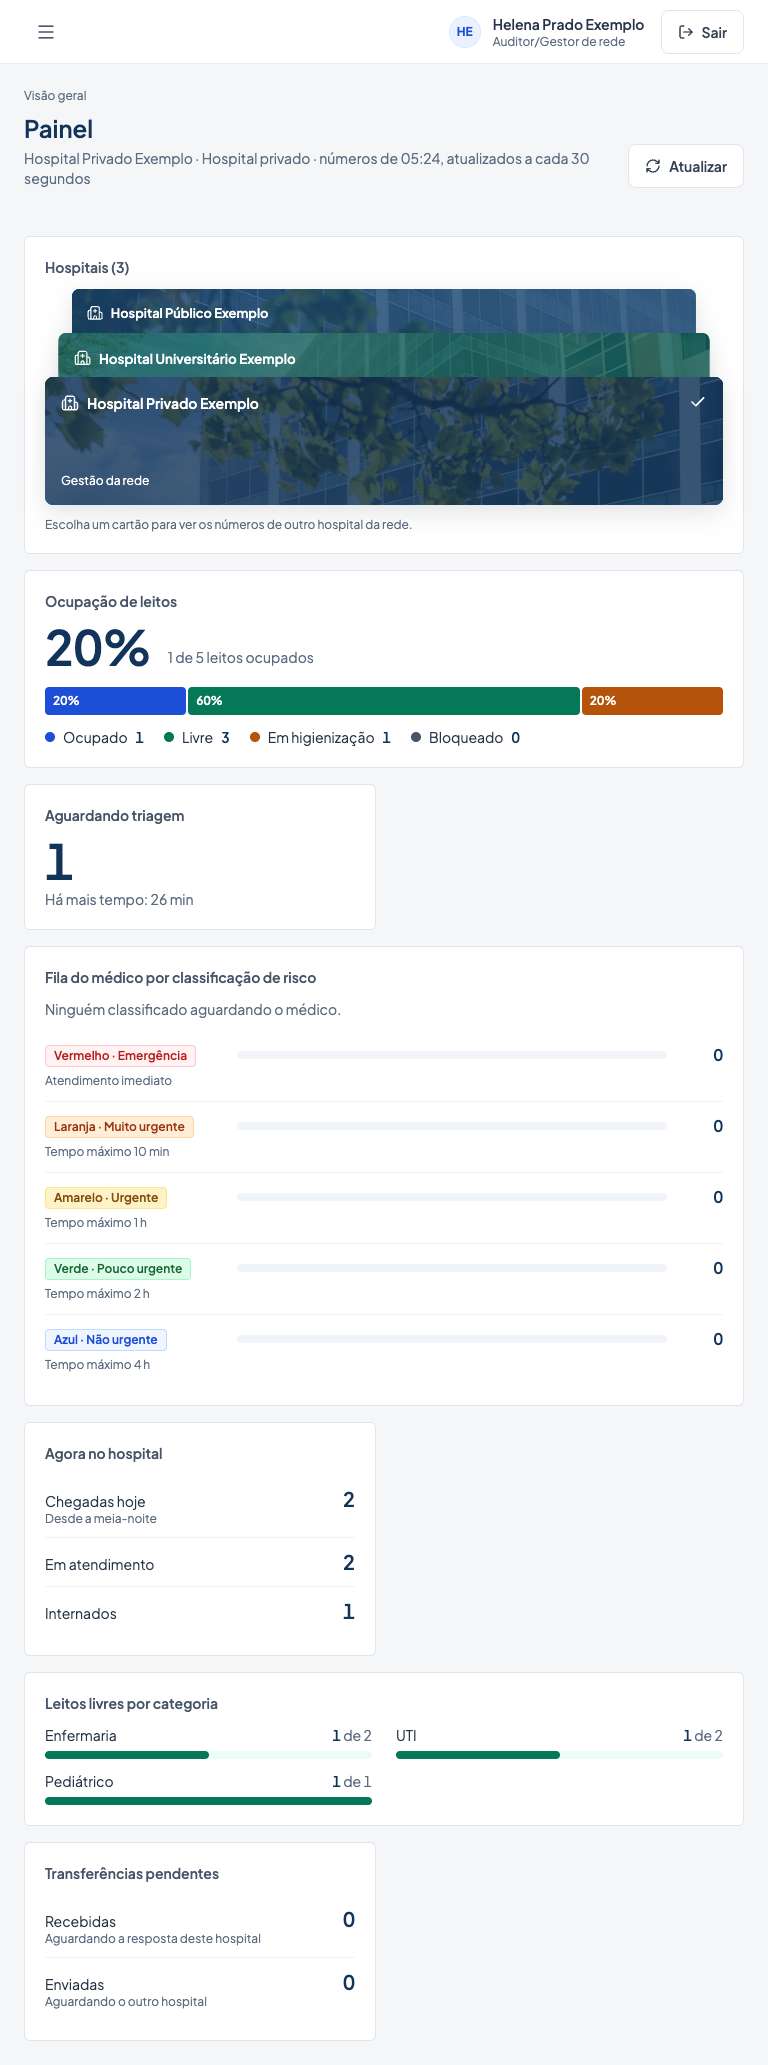 HE
Helena Prado Exemplo
Auditor/Gestor de rede
Sair
Visão geral
Painel
Hospital Privado Exemplo · Hospital privado · números de 05:24, atualizados a cada 30
segundos
Atualizar
Hospitais (3)
Hospital Público Exemplo
Hospital Universitário Exemplo
Hospital Privado Exemplo
Gestão da rede
Escolha um cartão para ver os números de outro hospital da rede.
Ocupação de leitos
20% 1 de 5 leitos ocupados
20% 60% 20%
Ocupado 1 Livre 3 Em higienização 1 Bloqueado 0
Aguardando triagem
1
Há mais tempo: 26 min
Fila do médico por classificação de risco
Ninguém classificado aguardando o médico.
Vermelho · Emergência 0
Atendimento imediato
Laranja · Muito urgente 0
Tempo máximo 10 min
Amarelo · Urgente 0
Tempo máximo 1 h
Verde · Pouco urgente 0
Tempo máximo 2 h
Azul · Não urgente 0
Tempo máximo 4 h
Agora no hospital
Chegadas hoje 2
Desde a meia-noite
Em atendimento 2
Internados 1
Leitos livres por categoria
Enfermaria 1 de 2 UTI 1 de 2
Pediátrico 1 de 1
Transferências pendentes
Recebidas 0
Aguardando a resposta deste hospital
Enviadas 0
Aguardando o outro hospital